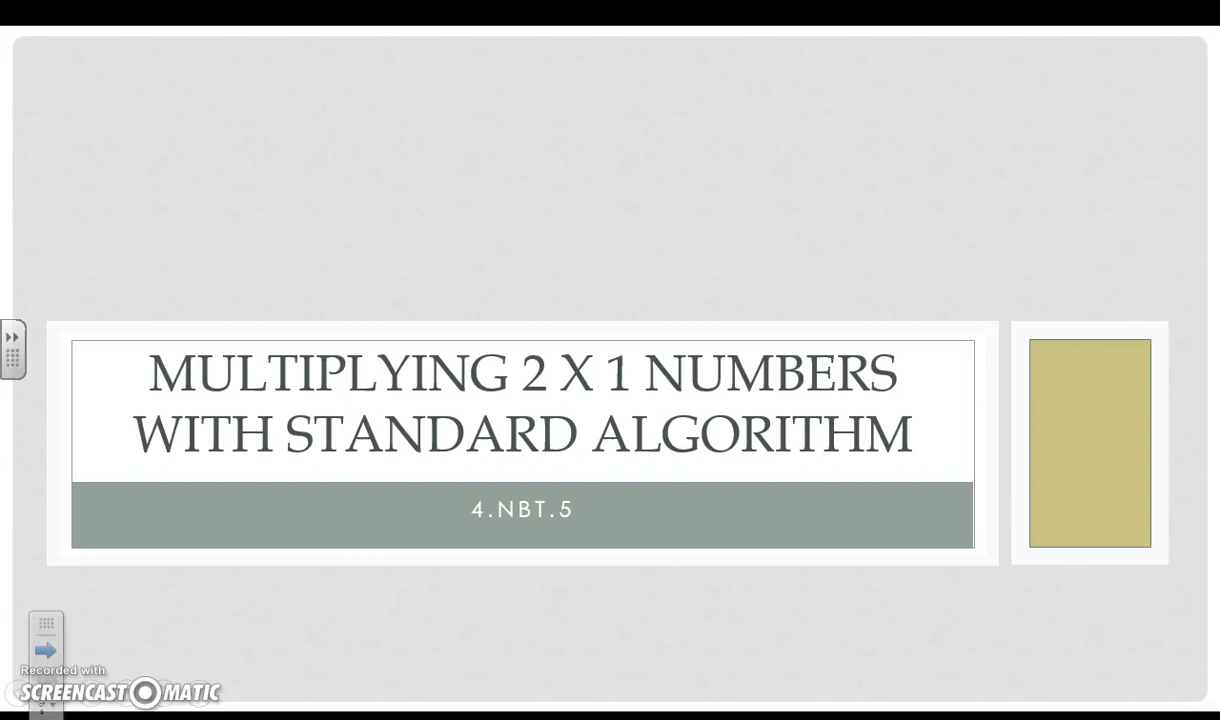 MULTIPLYING 2 X 1 NUMBERS
WITH STANDARD ALGORITHM
4.NBT.5
Recorded with
SCREENCAST MATIC